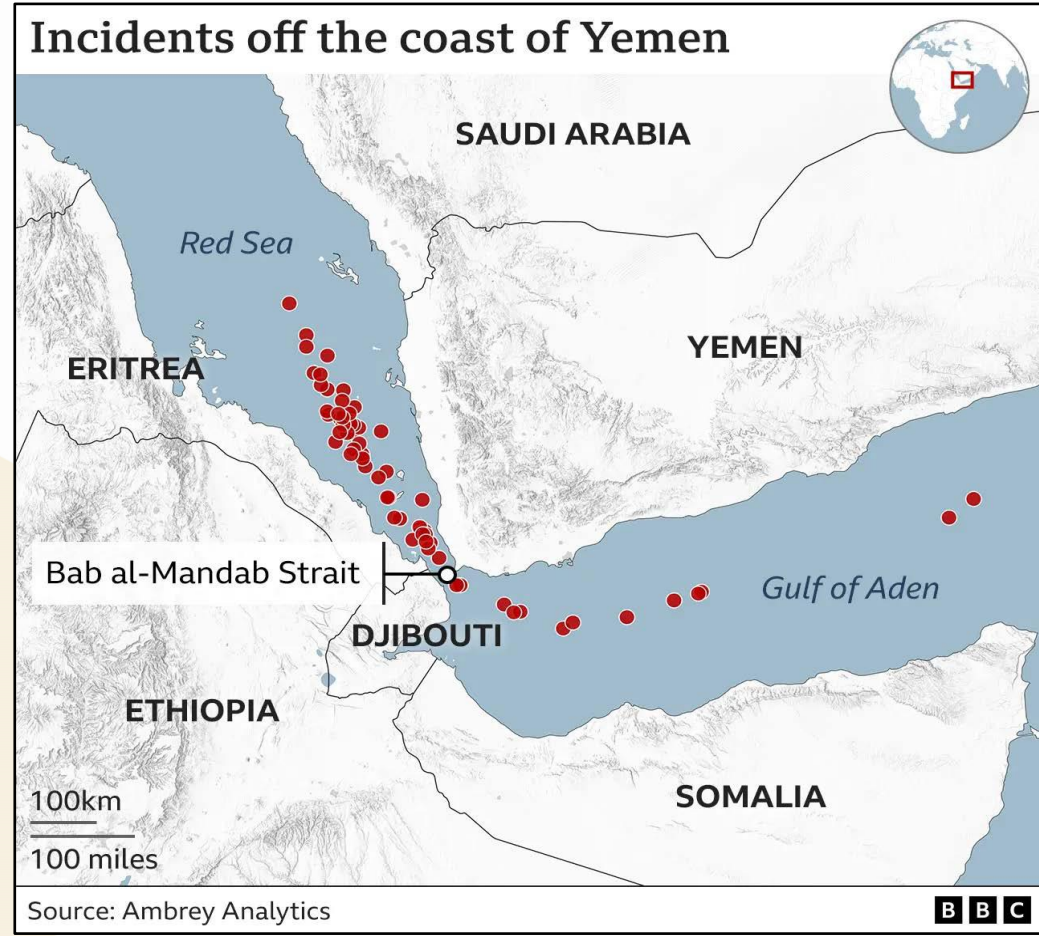 Incidents off the coast of Yemen
SAUDI ARABIA
Red Sea
YEMEN
ERITREA
Bab al-Mandab Strait
Gulf of Aden
DJIBOUTI
ETHIOPIA
SOMALIA
100km
100 miles
Source: Ambrey Analytics
BBC